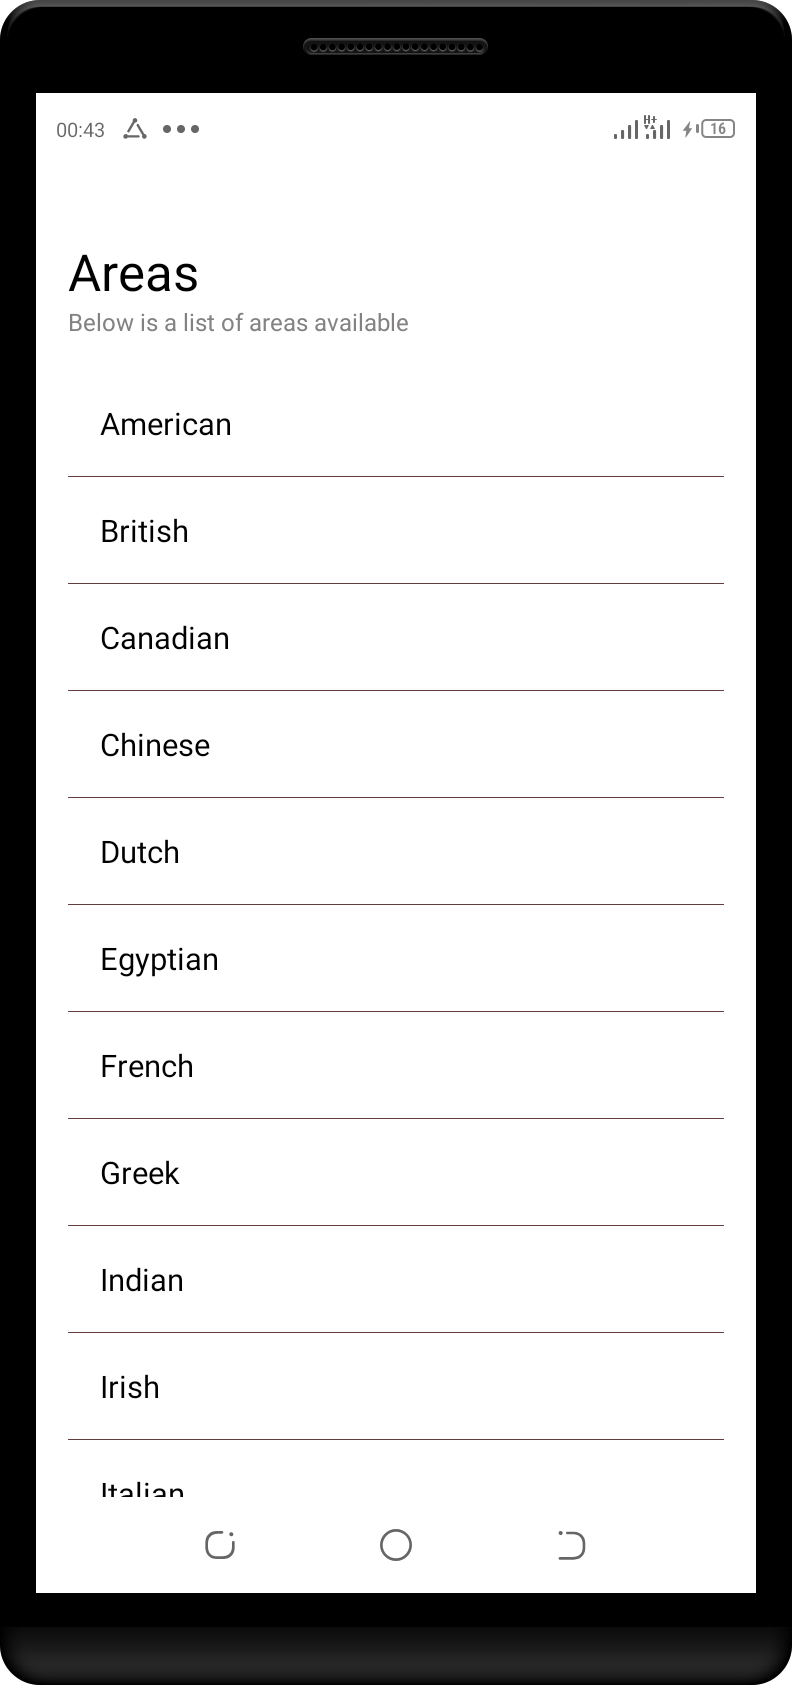 00:43
H+
16
Areas
Below is a list of areas available
American
British
Canadian
Chinese
Dutch
Egyptian
French
Greek
Indian
Irish
Italian